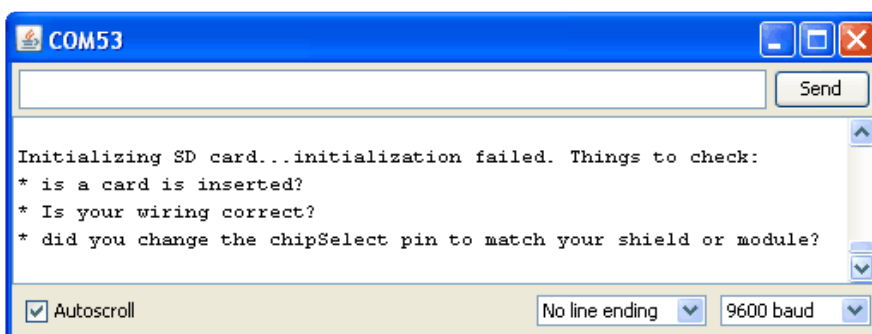 COM53
Send
Initializing SD card...initialization failed. Things to check:
* is a card is inserted?
* Is your wiring correct?
* did you change the chipSelect pin to match your shield or module?
Autoscroll
No line ending
9600 baud